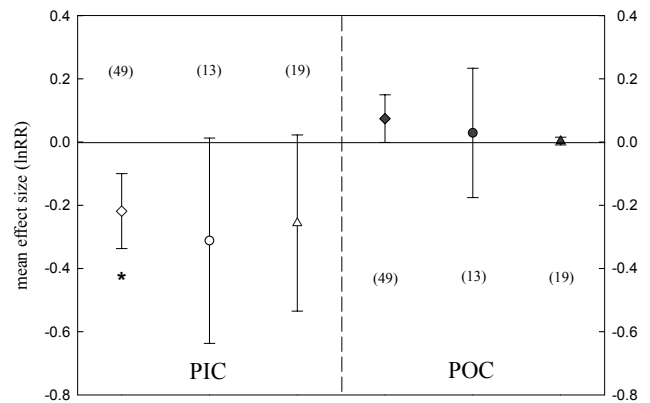 0.4 0.4
(49) (13) (19)
0.2 0.2
0.0 0.0
mean effect size (lnRR)
-0.2 -0.2
*
-0.4 (49) (13) (19) -0.4
-0.6 -0.6
PIC POC
-0.8 -0.8